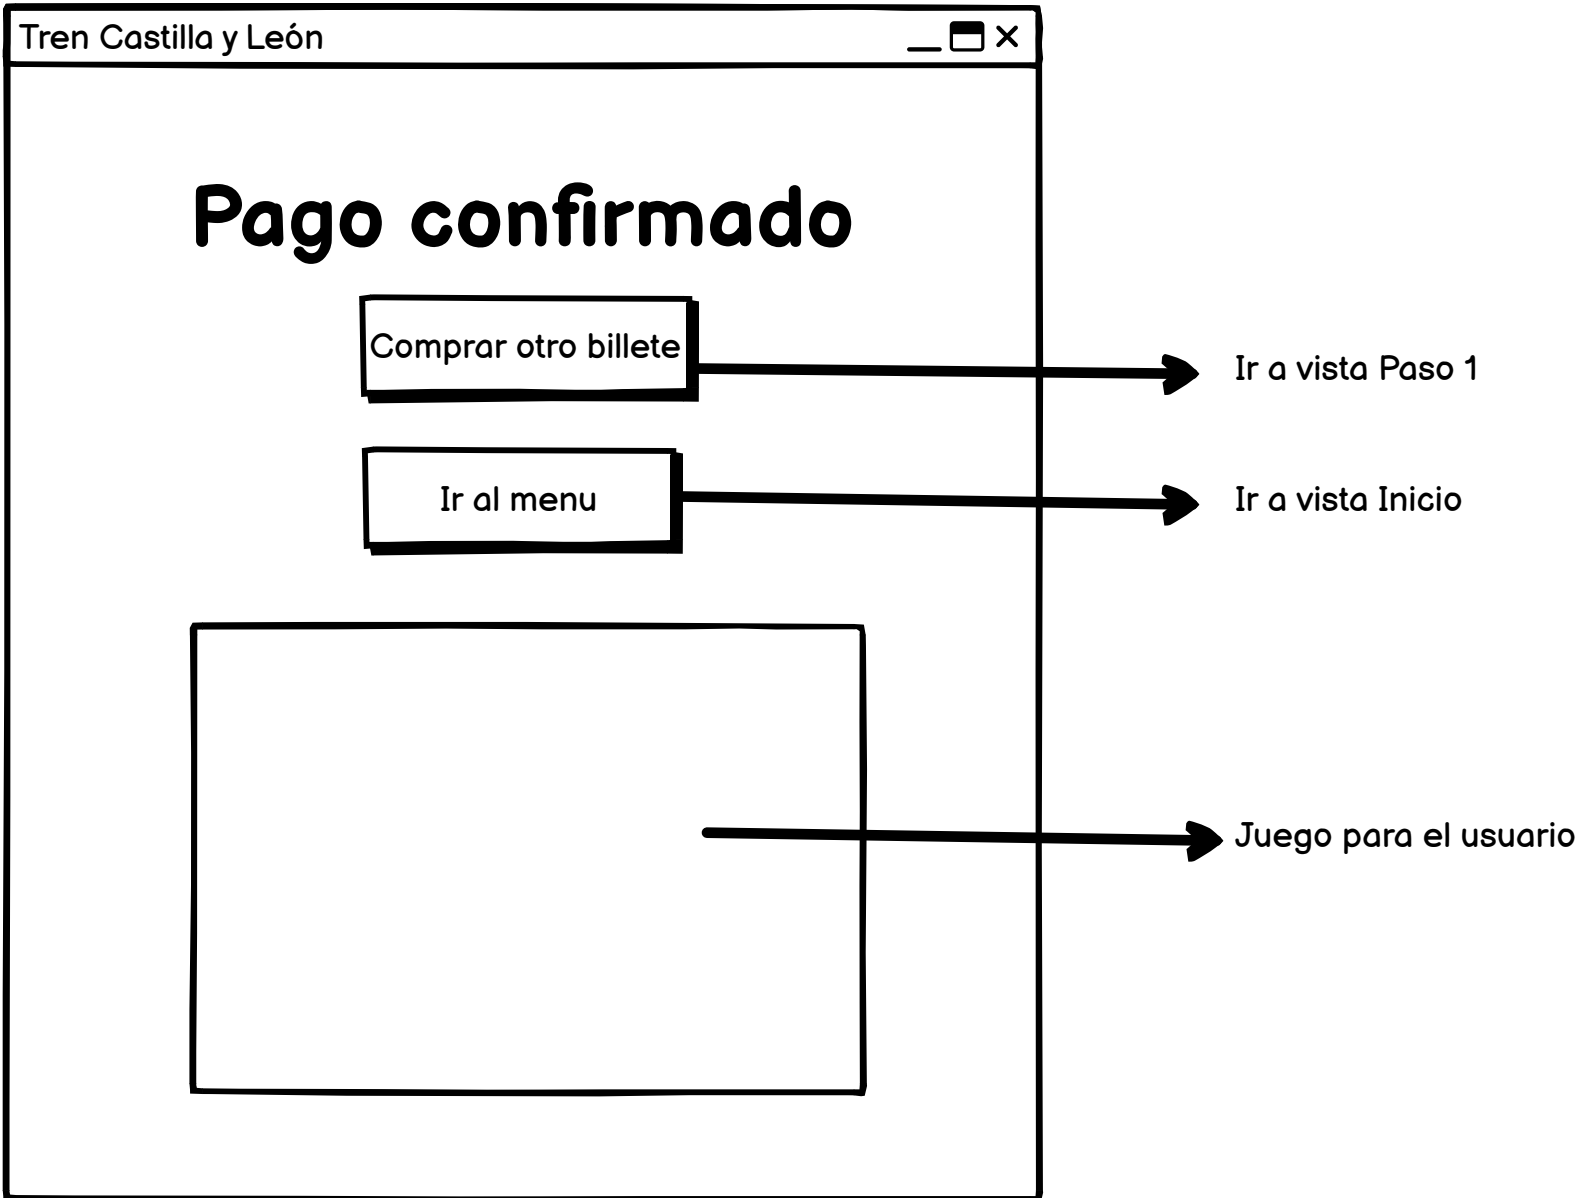 Tren Castilla y León
Pago confirmado
Comprar otro billete
Ir a vista Paso 1
Ir al menu
Ir a vista Inicio
Juego para el usuario